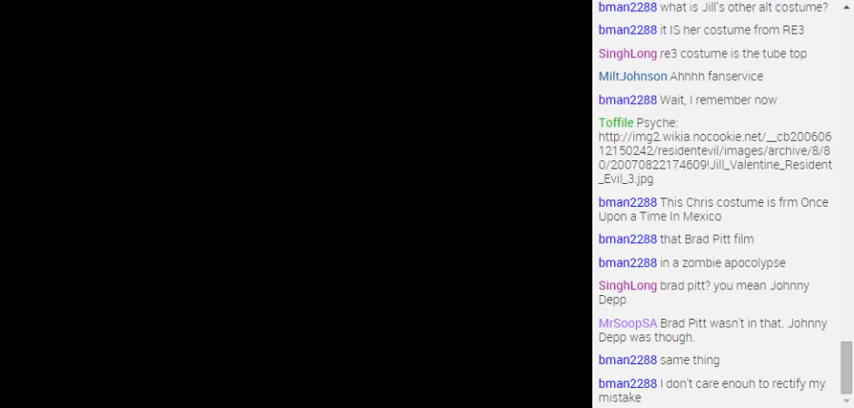 bman2288 what is Jill's other alt costume?
bman2288 it IS her costume from RE3
SinghLong re3 costume is the tube top
MiltJohnson Ahhhh fanservice
bman2288 Wait, I remember now
Toffile Psyche:
http://img2.wikia.nocookie.net/__cb200606
12150242/residentevil/images/archive/8/8
0/20070822174609!Jill_Valentine_Resident
_Evil_3.jpg
bman2288 This Chris costume is frm Once
Upon a Time In Mexico
bman2288 that Brad Pitt film
bman2288 in a zombie apocolypse
SinghLong brad pitt? you mean Johnny
Depp
MrSoopSA Brad Pitt wasn't in that. Johnny
Depp was though.
bman2288 same thing
bman2288 I don't care enouh to rectify my
mistake